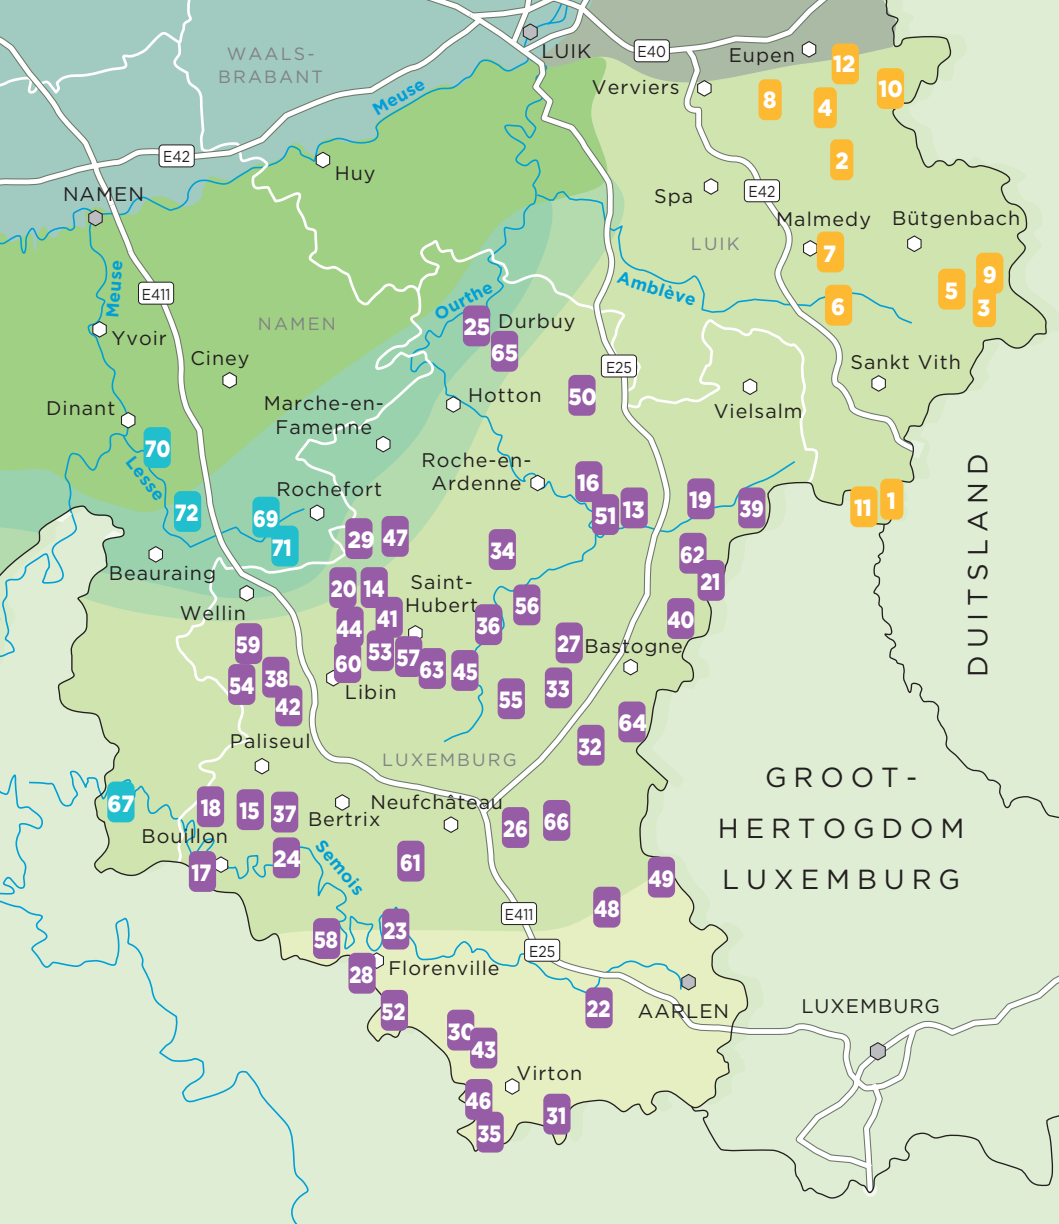 WAALS-
BRABANT
LUIK
E40
Eupen
12
Verviers
8
4
10
Meuse
2
E42
Huy
NAMEN
Spa
E42
Malmedy
Bütgenbach
LUIK
7
9
5
3
6
Meuse
E411
Amblève
Ourthe
NAMEN
25
Durbuy
Yvoir
65
Ciney
E25
Sankt Vith
50
Hotton
Vielsalm
Dinant
Marche-en-
Famenne
70
Lesse
Roche-en-
Ardenne
16
Rochefort
72
69
71
51
13
19
39
11
1
DUITSLAND
29
47
34
62
Beauraing
21
20
14
Saint-
Hubert
Wellin
56
41
44
36
40
59
53
57
27
Bastogne
60
63
45
54
38
Libin
33
55
42
64
Paliseul
32
LUXEMBURG
GROOT-
HERTOGDOM
LUXEMBURG
67
18
15
37
Bertrix
Neufchâteau
26
66
Bouillon
24
Semois
61
17
49
48
E411
58
23
E25
28
Florenville
52
22
AARLEN
LUXEMBURG
30
43
Virton
46
31
35